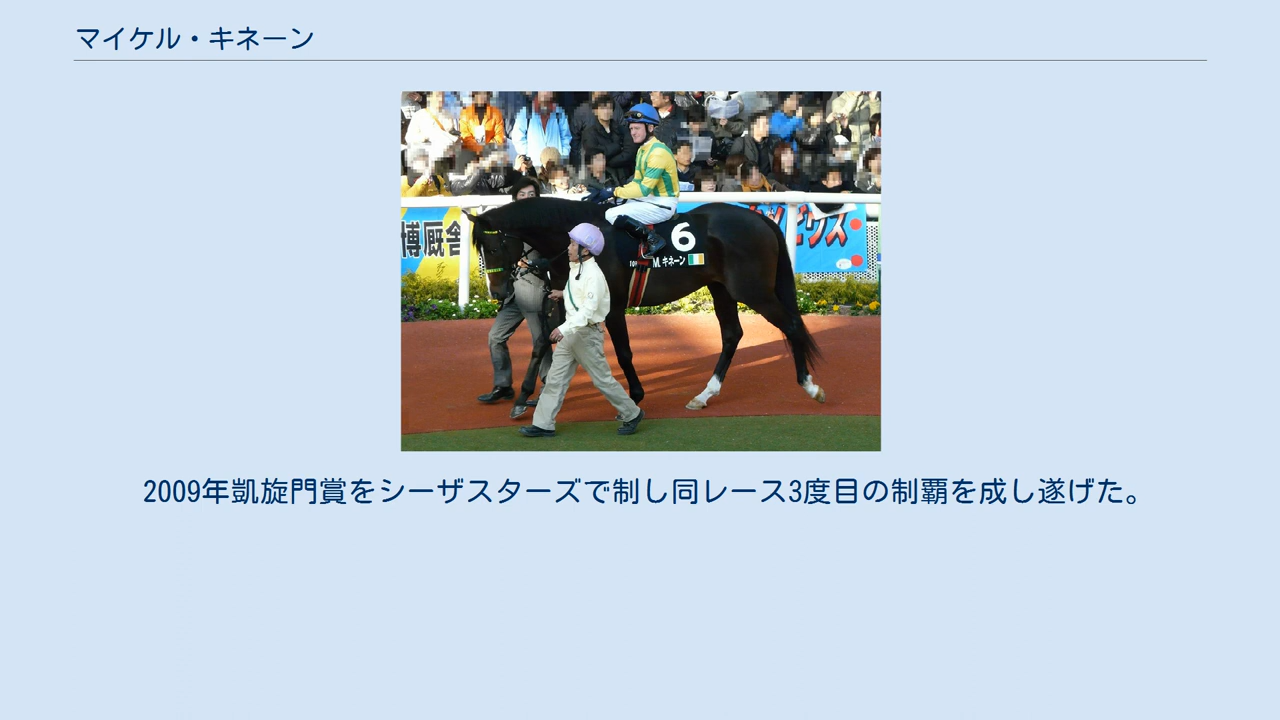 マイケル・キネーン
博厩舎
6
M. キネーン
2009年凱旋門賞をシーザスターズで制し同レース3度目の制覇を成し遂げた。